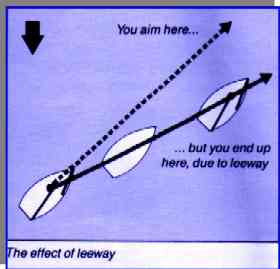 You aim here...
... but you end up
here, due to leeway
The effect of leeway